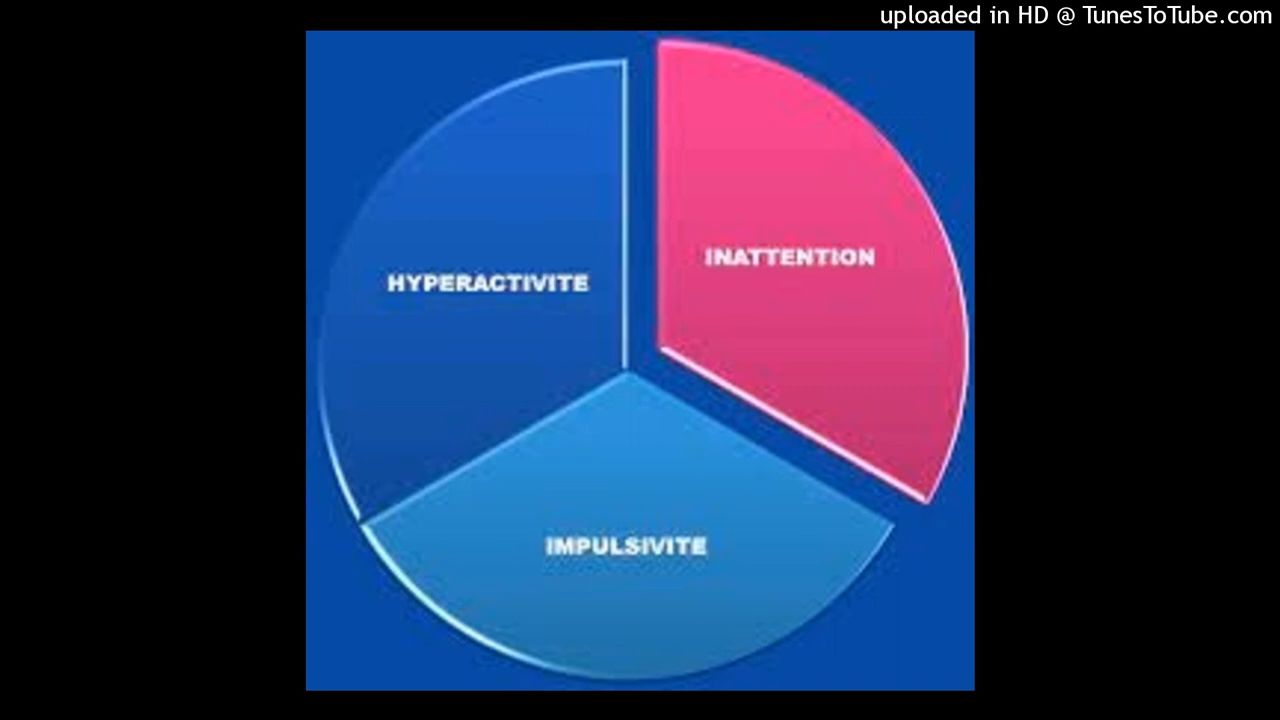 uploaded in HD @ TunesToTube.com
INATTENTION
HYPERACTIVITE
IMPULSIVITE